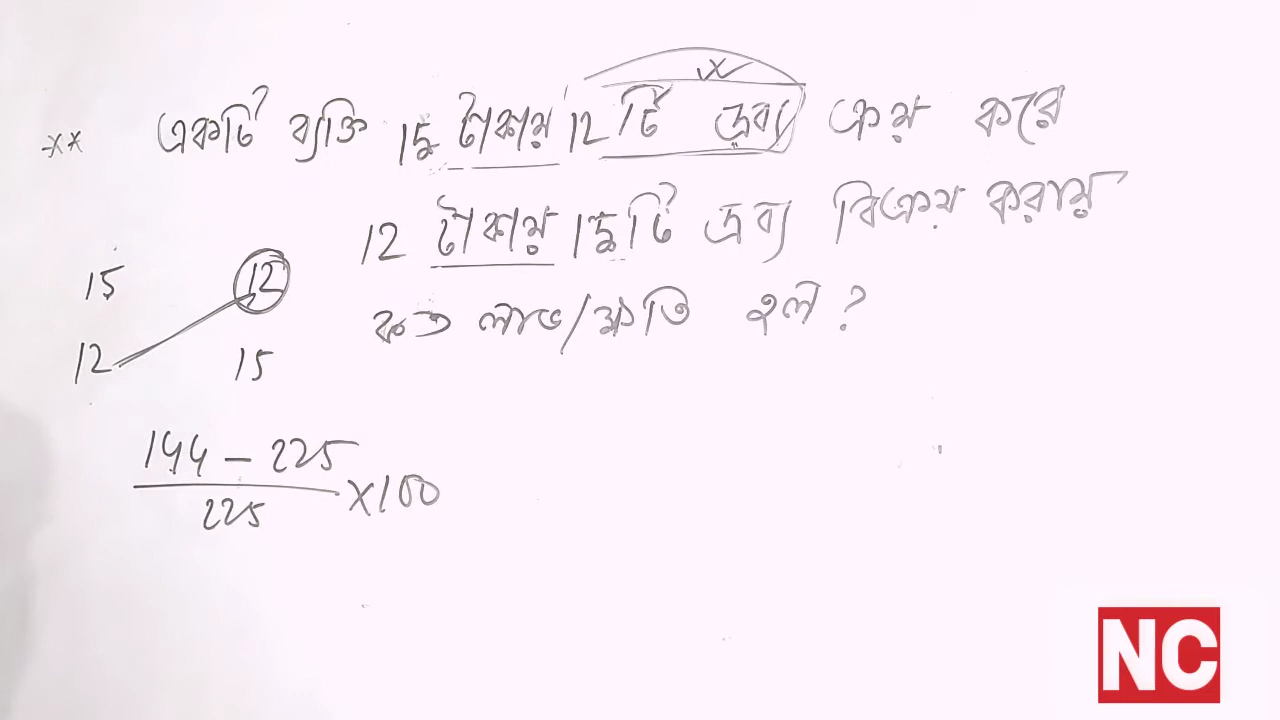 ** একটি ব্যক্তি 15 টাকায় 12 টি দ্রব্য ক্রয় করে
12 টাকায় 15টি দ্রব্য বিক্রয় করায়
কত লাভ/ক্ষতি হল ?
15 12
12 15
144 - 225
225
×100
NC